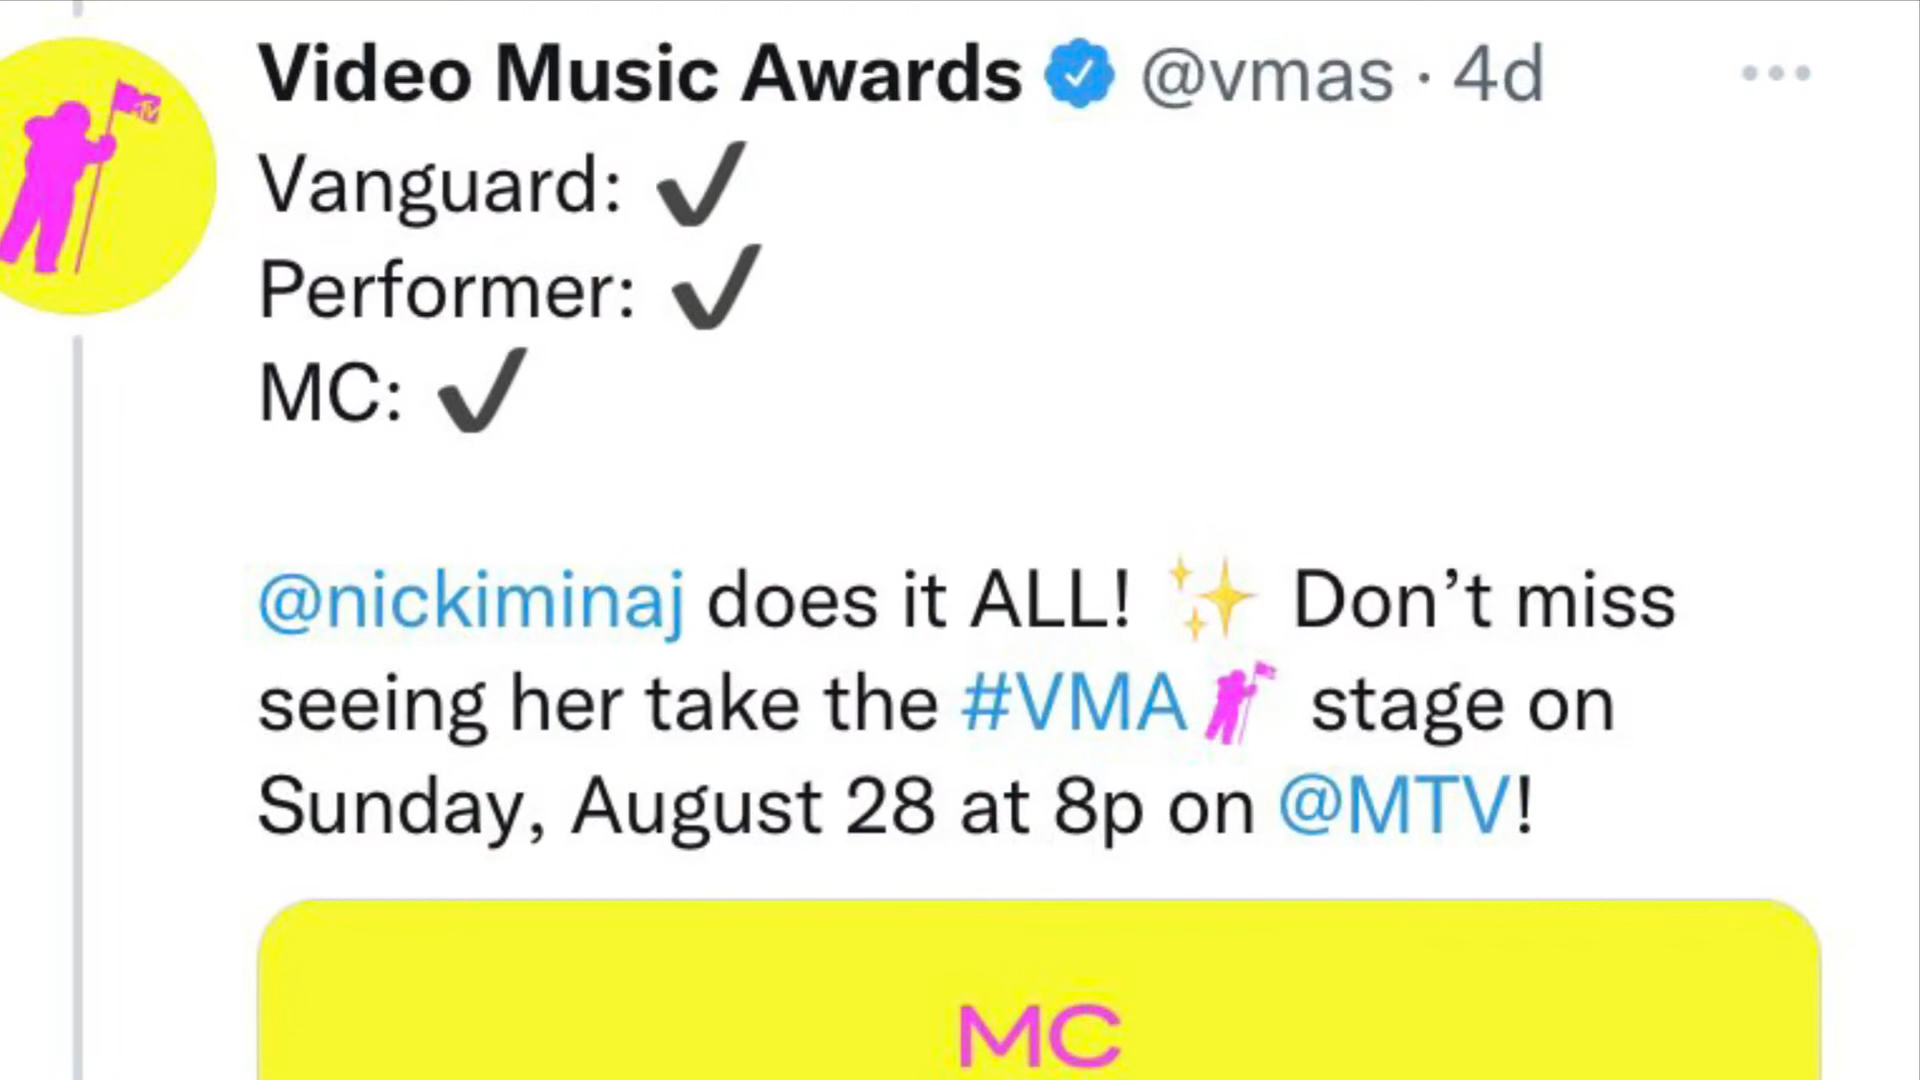 Video Music Awards @vmas · 4d
Vanguard: ✔
Performer: ✔
MC: ✔
@nickiminaj does it ALL! ✨ Don’t miss
seeing her take the #VMA stage on
Sunday, August 28 at 8p on @MTV!
MC